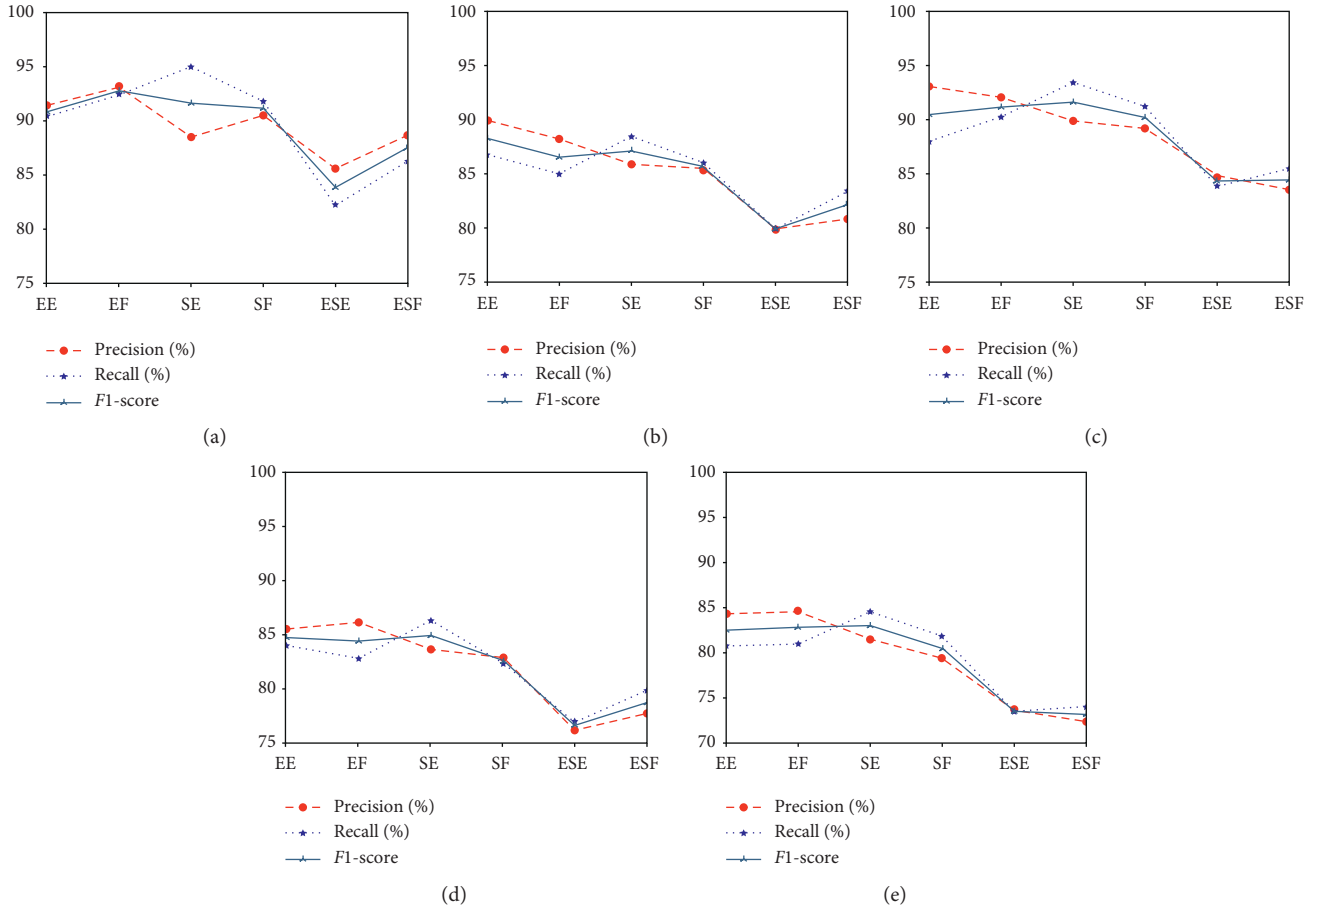 100
95
90
85
80
75
EE EF SE SF ESE ESF
Precision (%)
Recall (%)
F1-score
(a)
100
95
90
85
80
75
EE EF SE SF ESE ESF
Precision (%)
Recall (%)
F1-score
(b)
100
95
90
85
80
75
EE EF SE SF ESE ESF
Precision (%)
Recall (%)
F1-score
(c)
100
95
90
85
80
75
EE EF SE SF ESE ESF
Precision (%)
Recall (%)
F1-score
(d)
100
95
90
85
80
75
70
EE EF SE SF ESE ESF
Precision (%)
Recall (%)
F1-score
(e)